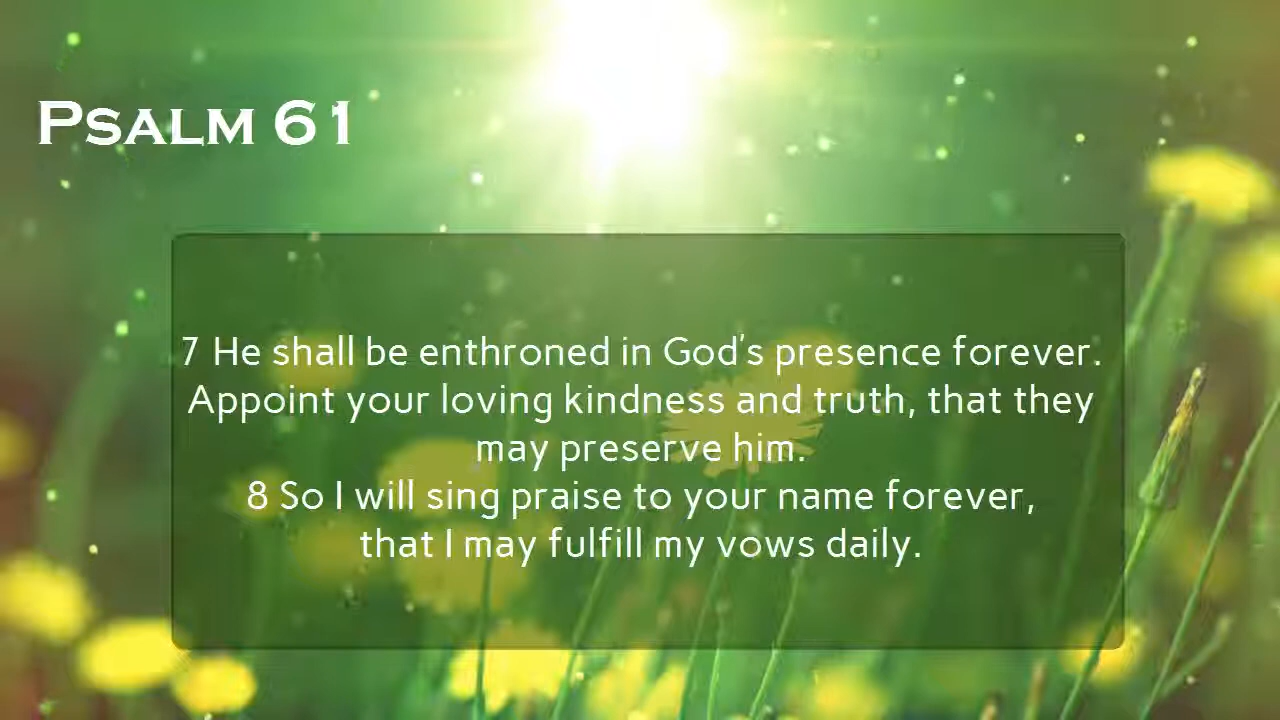 Psalm 61
7 He shall be enthroned in God's presence forever.
Appoint your loving kindness and truth, that they
may preserve him.
8 So I will sing praise to your name forever,
that I may fulfill my vows daily.